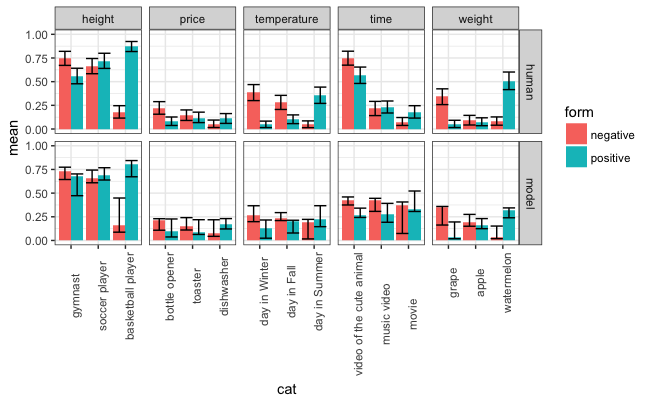 height price temperature time weight
mean
1.00
0.75
0.50
0.25
0.00
human
1.00
0.75
0.50
0.25
0.00
model
form
negative
positive
gymnast
soccer player
basketball player
bottle opener
toaster
dishwasher
day in Winter
day in Fall
day in Summer
video of the cute animal
music video
movie
grape
apple
watermelon
cat